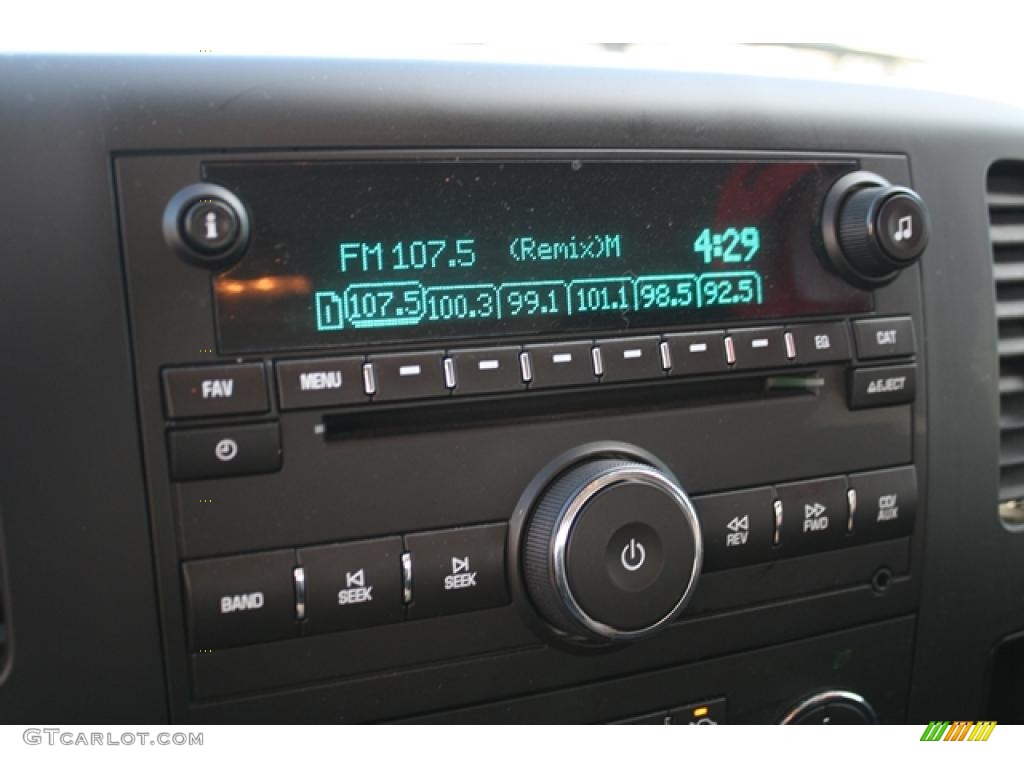 FM 107.5 (Remix)M 4:29
1 107.5 100.3 99.1 101.1 98.5 92.5
FAV MENU EQ CAT
EJECT
BAND SEEK SEEK REV FWD CD/
AUX
GTCARLOT.COM